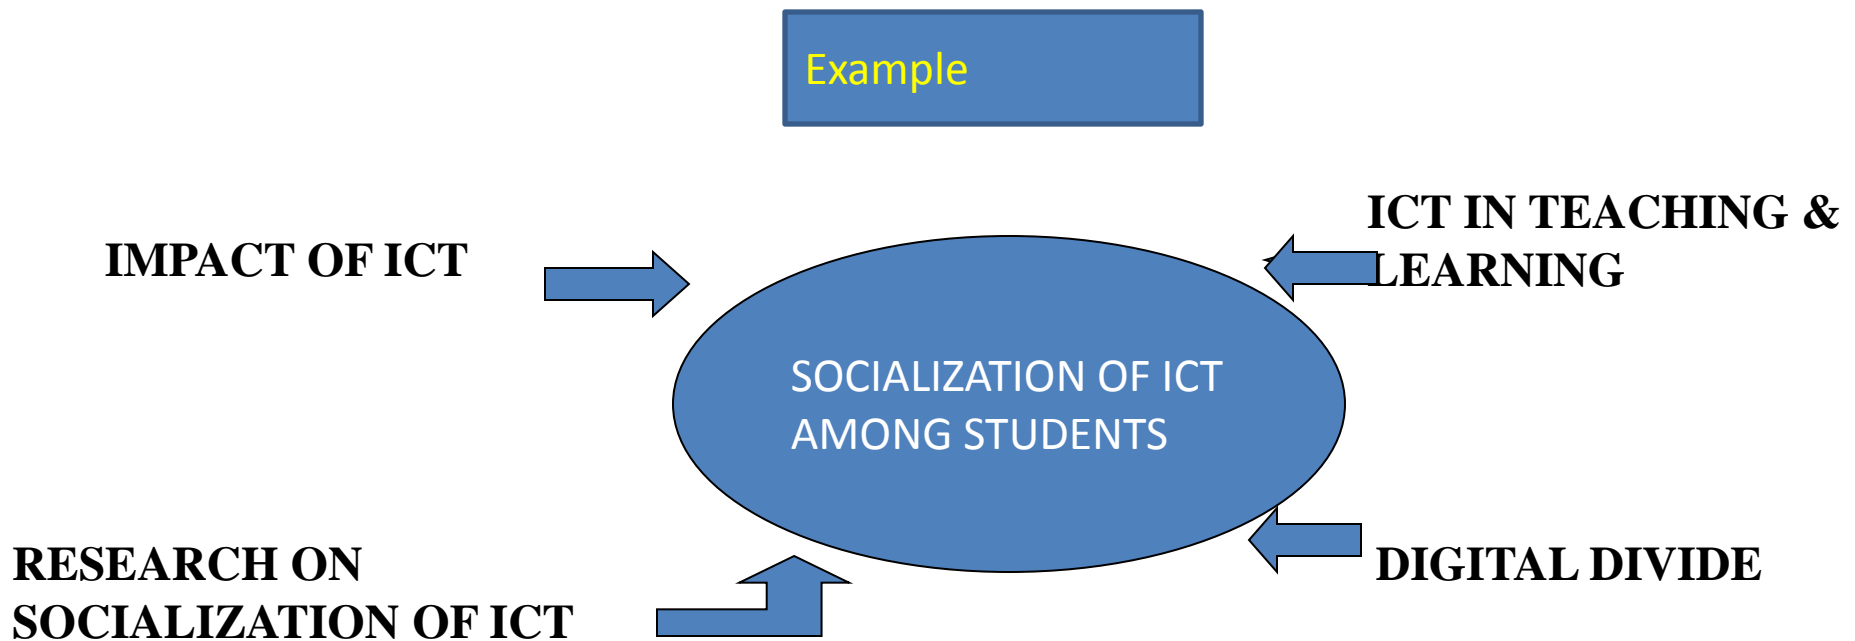 Example
IMPACT OF ICT
ICT IN TEACHING &
LEARNING
SOCIALIZATION OF ICT
AMONG STUDENTS
RESEARCH ON
SOCIALIZATION OF ICT
DIGITAL DIVIDE